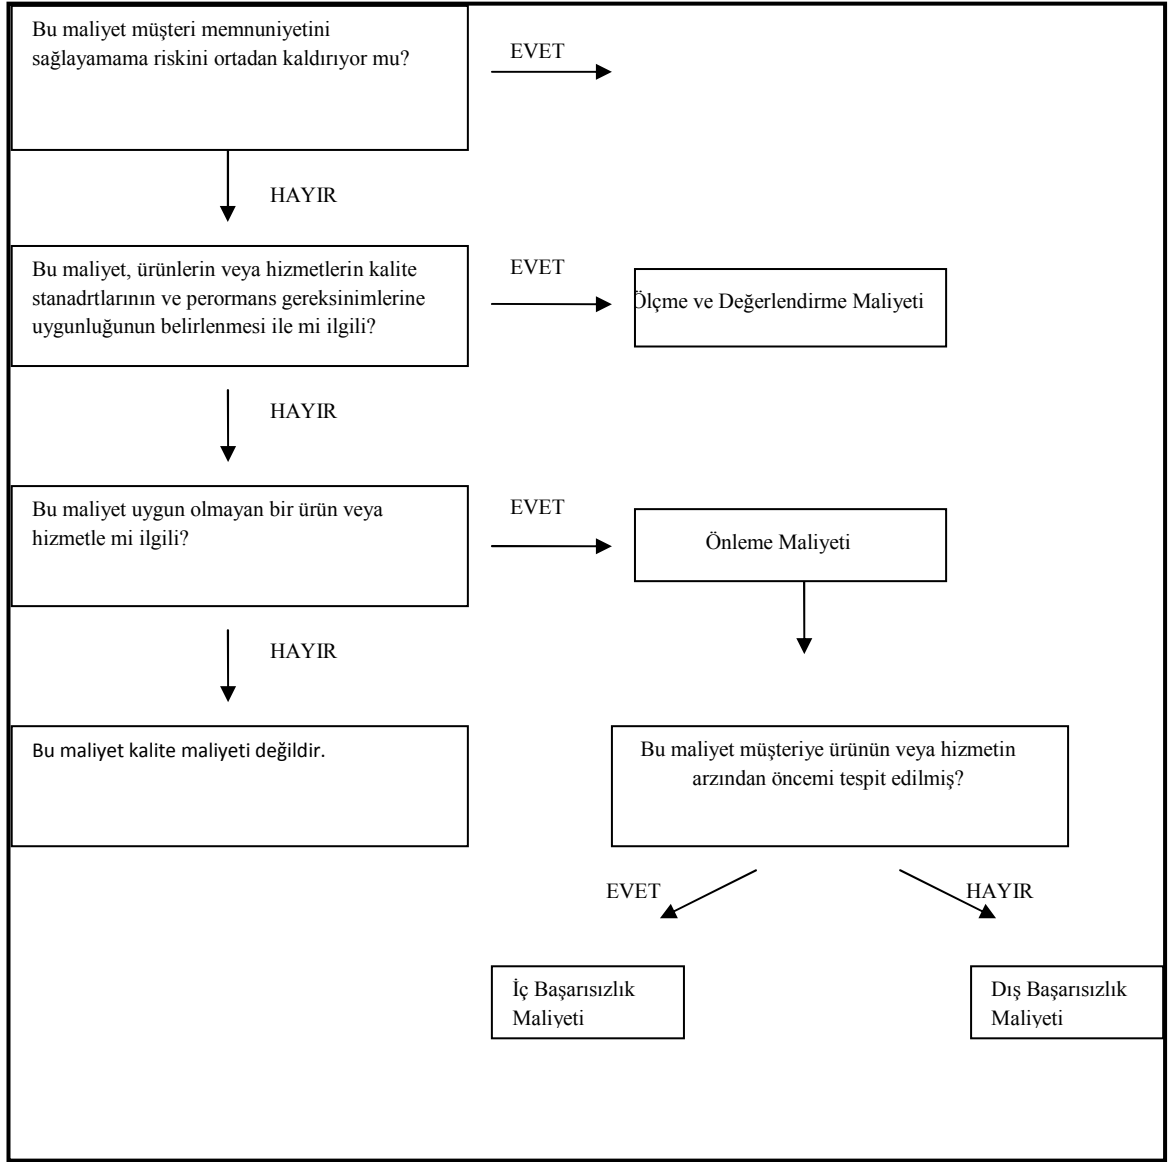 Bu maliyet müşteri memnuniyetini
sağlayamama riskini ortadan kaldırıyor mu?
EVET
HAYIR
Bu maliyet, ürünlerin veya hizmetlerin kalite
stanadrtlarının ve perormans gereksinimlerine
uygunluğunun belirlenmesi ile mi ilgili?
EVET
Ölçme ve Değerlendirme Maliyeti
HAYIR
Bu maliyet uygun olmayan bir ürün veya
hizmetle mi ilgili?
EVET
Önleme Maliyeti
HAYIR
Bu maliyet kalite maliyeti değildir.
Bu maliyet müşteriye ürünün veya hizmetin
arzından öncemi tespit edilmiş?
EVET
HAYIR
İç Başarısızlık
Maliyeti
Dış Başarısızlık
Maliyeti